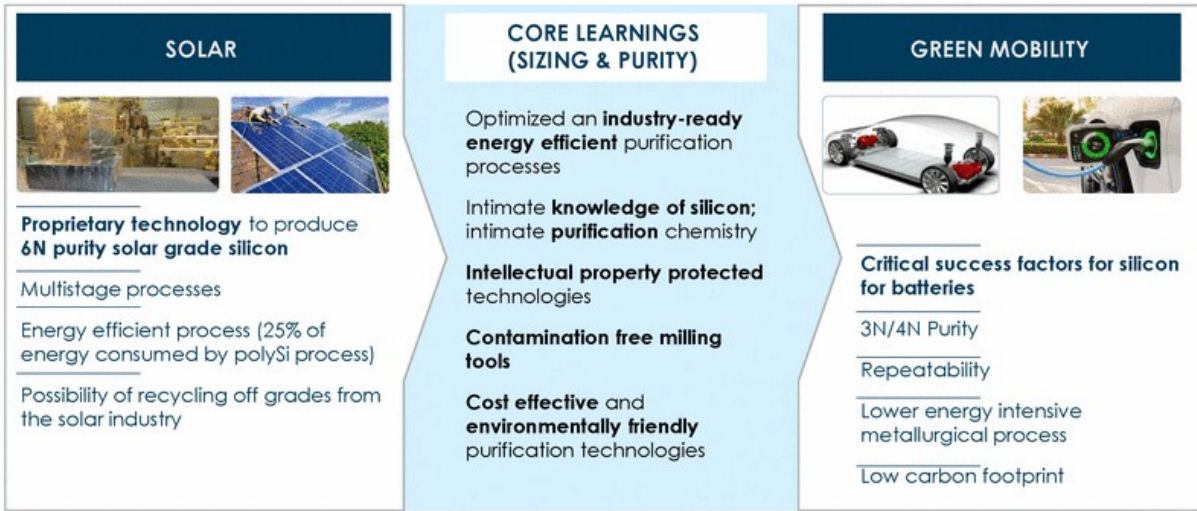 SOLAR
Proprietary technology to produce
6N purity solar grade silicon
Multistage processes
Energy efficient process (25% of
energy consumed by polySi process)
Possibility of recycling off grades from
the solar industry
CORE LEARNINGS
(SIZING & PURITY)
Optimized an industry-ready
energy efficient purification
processes
Intimate knowledge of silicon;
intimate purification chemistry
Intellectual property protected
technologies
Contamination free milling
tools
Cost effective and
environmentally friendly
purification technologies
GREEN MOBILITY
Critical success factors for silicon
for batteries
3N/4N Purity
Repeatability
Lower energy intensive
metallurgical process
Low carbon footprint